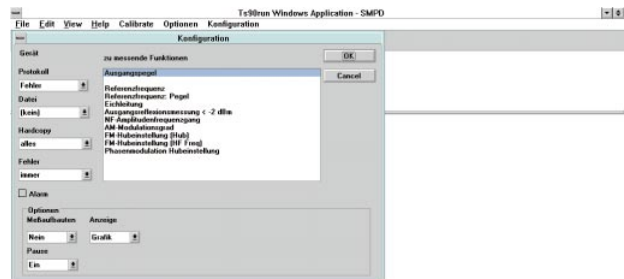 Ts90run Windows Application - SMPD
File Edit View Help Calibrate Optionen Konfiguration
Konfiguration
Gerät
zu messende Funktionen
OK
Cancel
Protokoll
Fehler
Datei
(kein)
Hardcopy
alles
Fehler
immer
Ausgangspegel
Referenzfrequenz
Referenzfrequenz: Pegel
Eichleitung
Ausgangsreflexionsmessung < -2 dBm
NF-Amplitudenfrequenzgang
AM-Modulationsgrad
FM-Hubeinstellung (Hub)
FM-Hubeinstellung (HF Freq)
Phasenmodulation Hubeinstellung
Alarm
Optionen
Meßaufbauten Anzeige
Nein Grafik
Pause
Ein